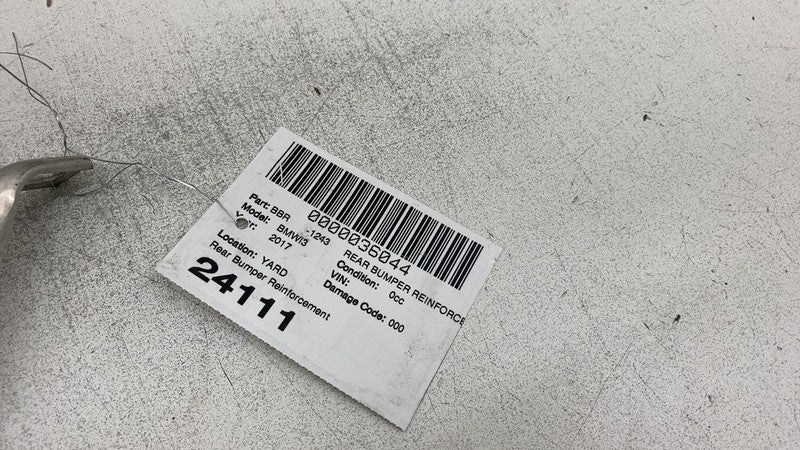 0000036044
Part: BBR -1243 REAR BUMPER REINFORCE
Model: BMWI3 Condition: 0cc
Year: 2017 VIN:
Damage Code: 000
Location: YARD
Rear Bumper Reinforcement
24111